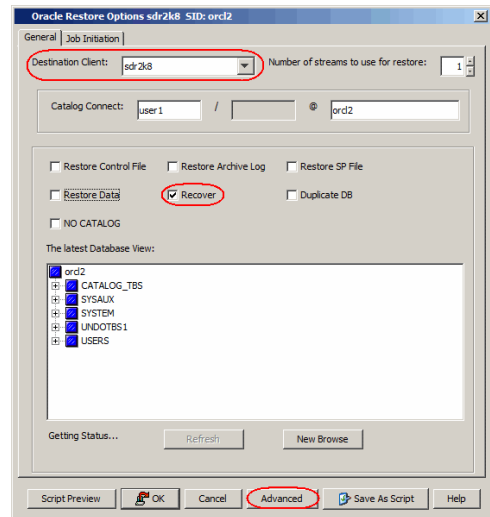 Oracle Restore Options sdr2k8 SID: orcl2
General Job Initiation
Destination Client: sdr2k8 Number of streams to use for restore: 1
Catalog Connect: user1 / @ orcl2
Restore Control File Restore Archive Log Restore SP File
Restore Data Recover Duplicate DB
NO CATALOG
The latest Database View:
orcl2
CATALOG_TBS
SYSAUX
SYSTEM
UNDOTBS1
USERS
Getting Status... Refresh New Browse
Script Preview OK Cancel Advanced Save As Script Help